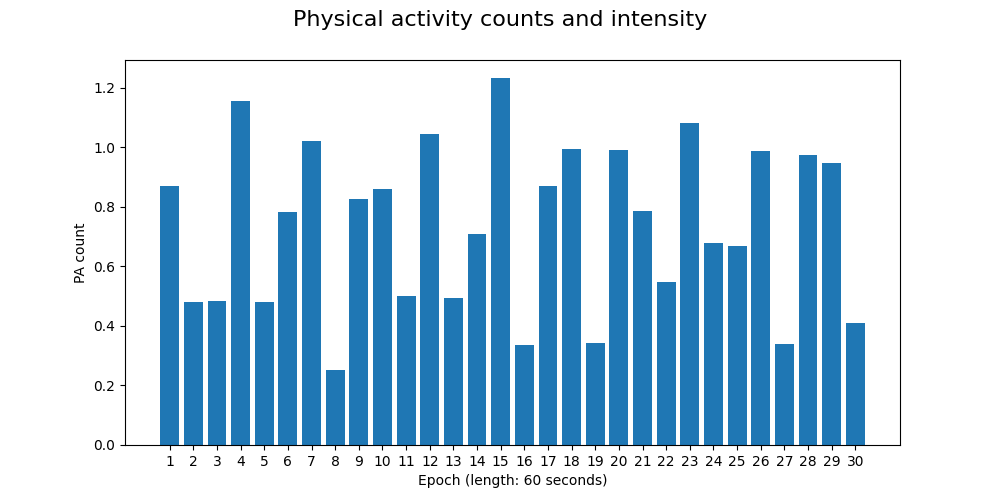 Physical activity counts and intensity
1.2
1.0
0.8
0.6
0.4
0.2
0.0
PA count
1 2 3 4 5 6 7 8 9 10 11 12 13 14 15 16 17 18 19 20 21 22 23 24 25 26 27 28 29 30
Epoch (length: 60 seconds)